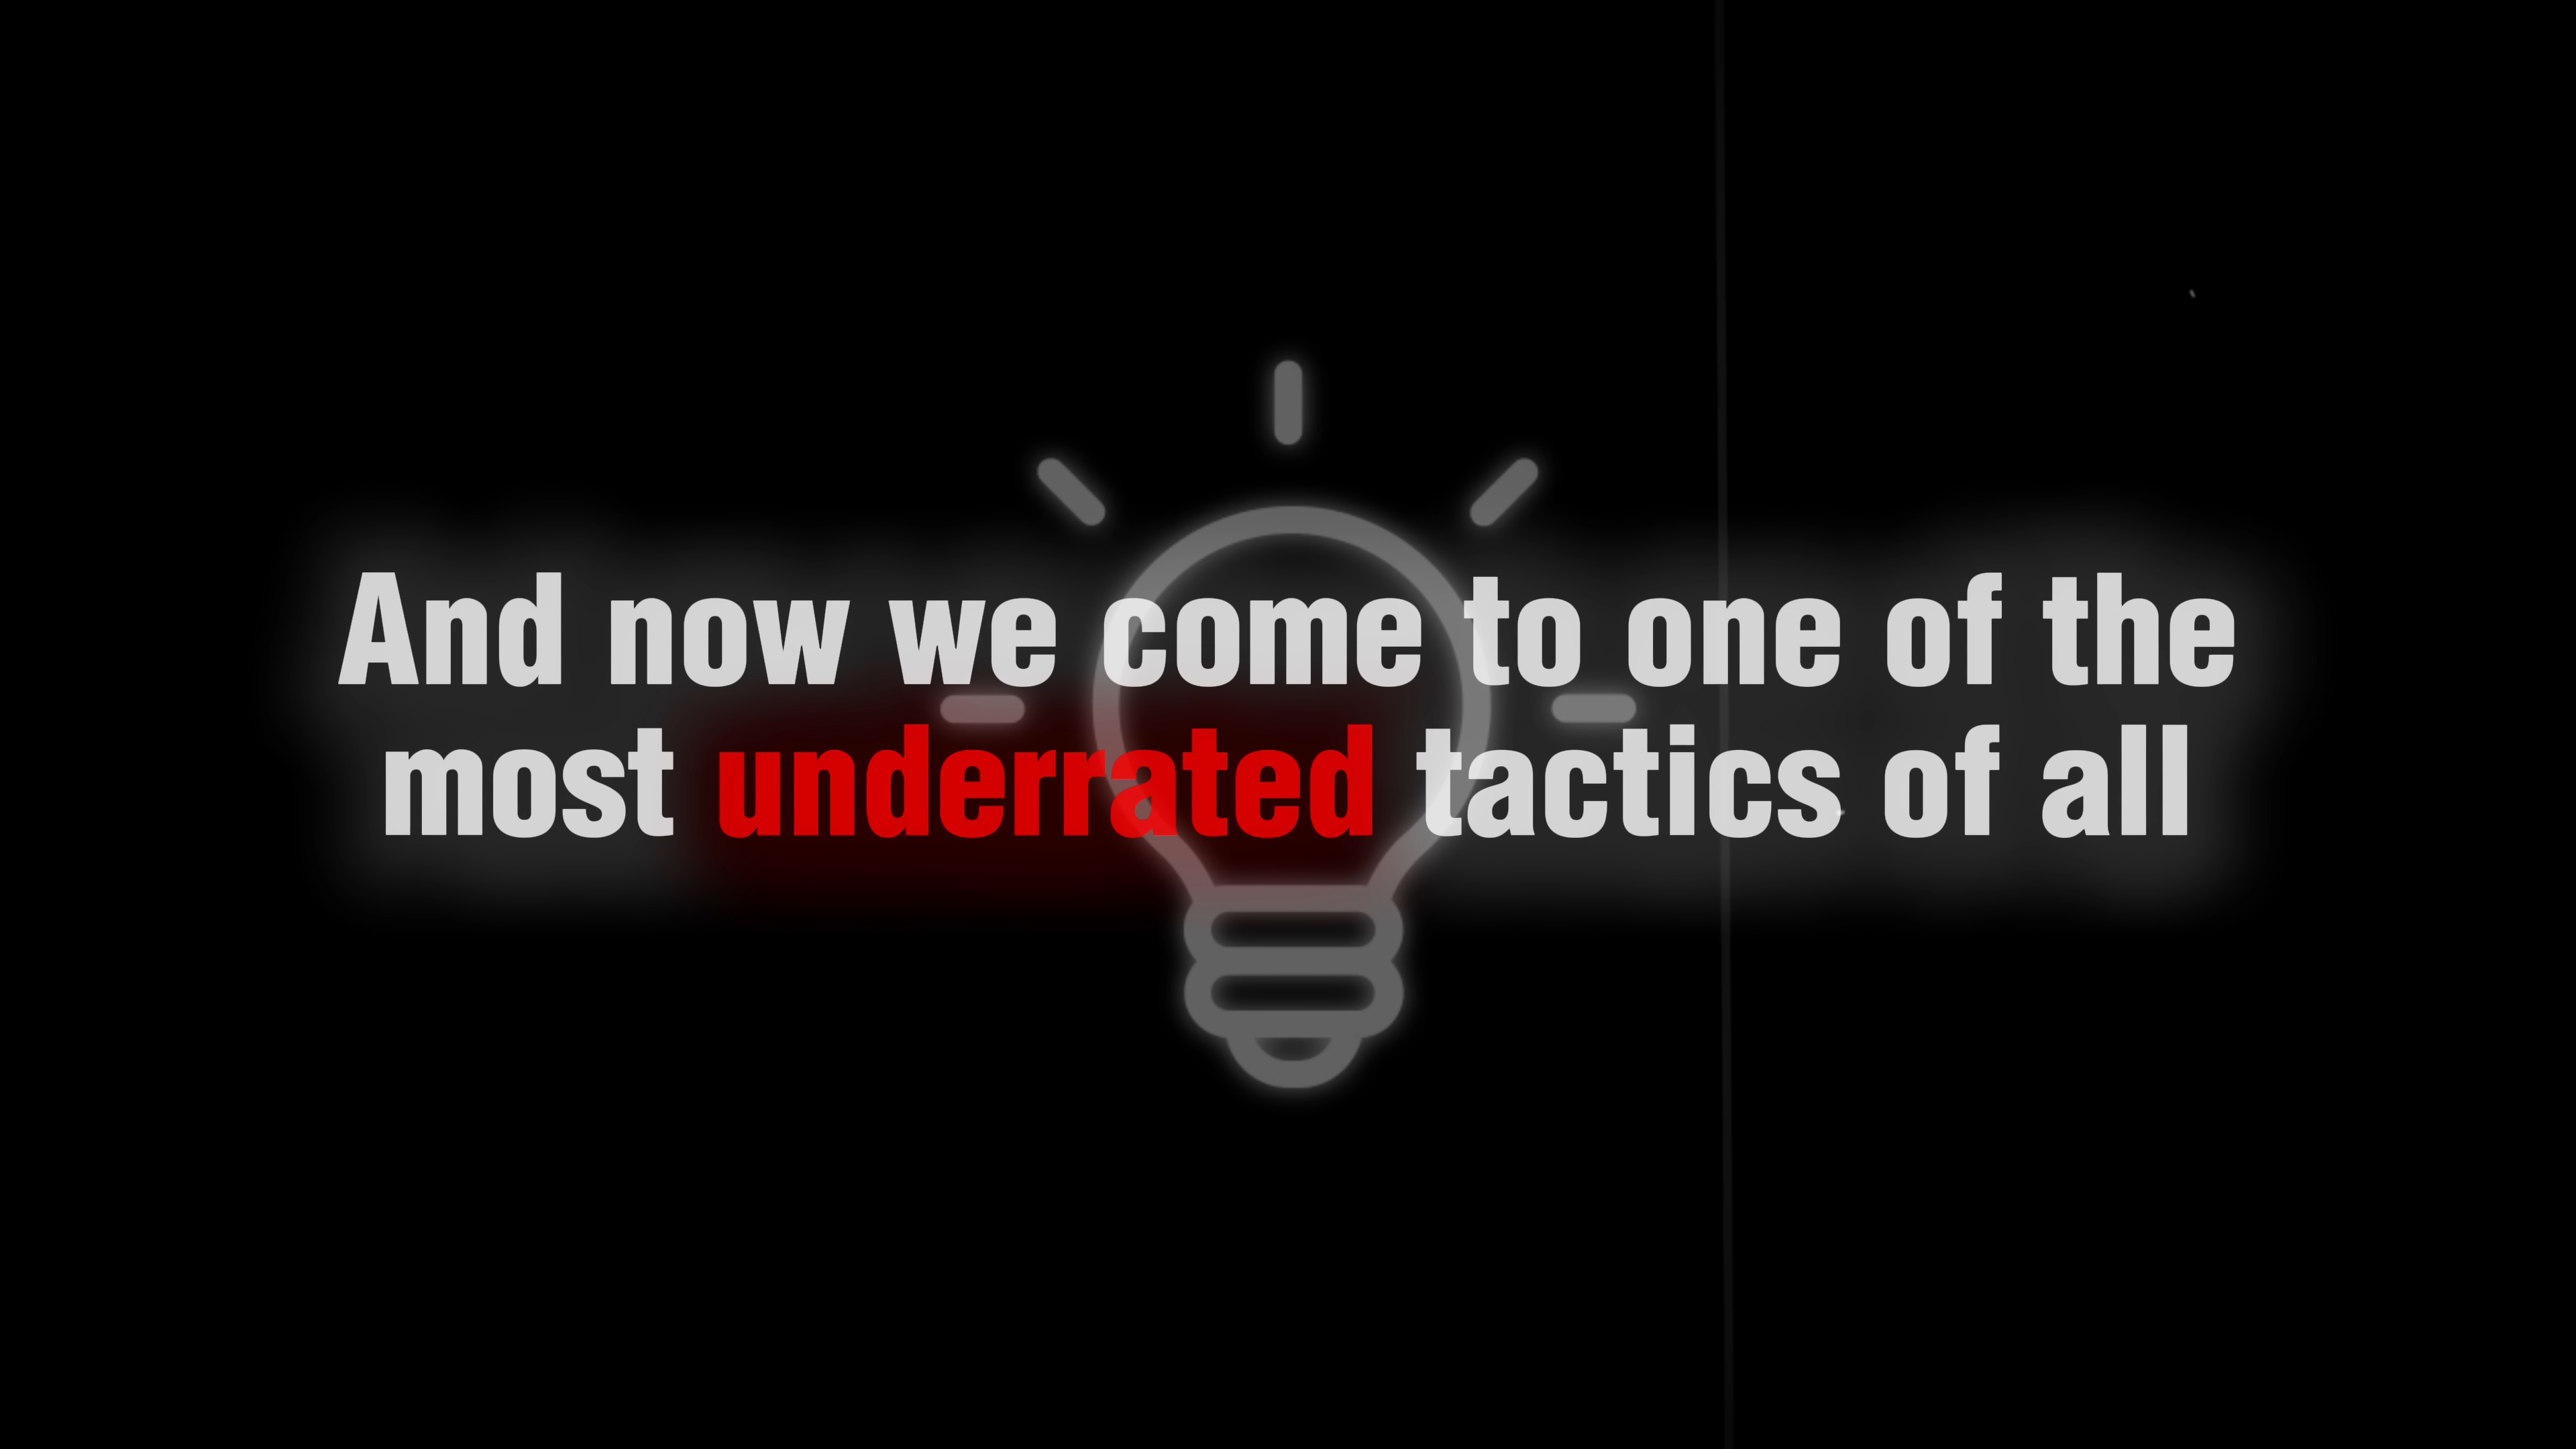 And now we come to one of the
most underrated tactics of all